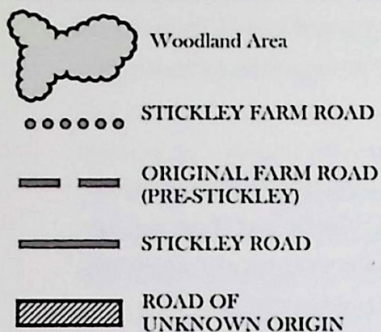 Woodland Area
STICKLEY FARM ROAD
ORIGINAL FARM ROAD
(PRE-STICKLEY)
STICKLEY ROAD
ROAD OF
UNKNOWN ORIGIN